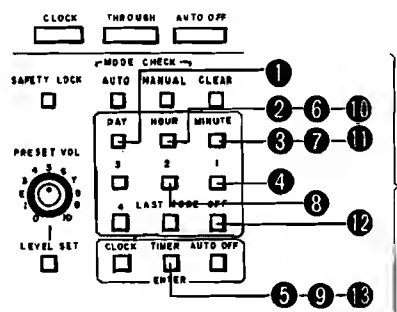 CLOCK THROUGH AUTO OFF
MODE CHECK
SAFETY LOCK AUTO MANUAL CLEAR
1
DAY HOUR MINUTE
2 6 10
3 7 11
PRESET VOL
3 2 1
4
8
4 LAST MODE OFF
12
0 10
LEVEL SET
CLOCK TIMER AUTO OFF
ENTER
5 9 13